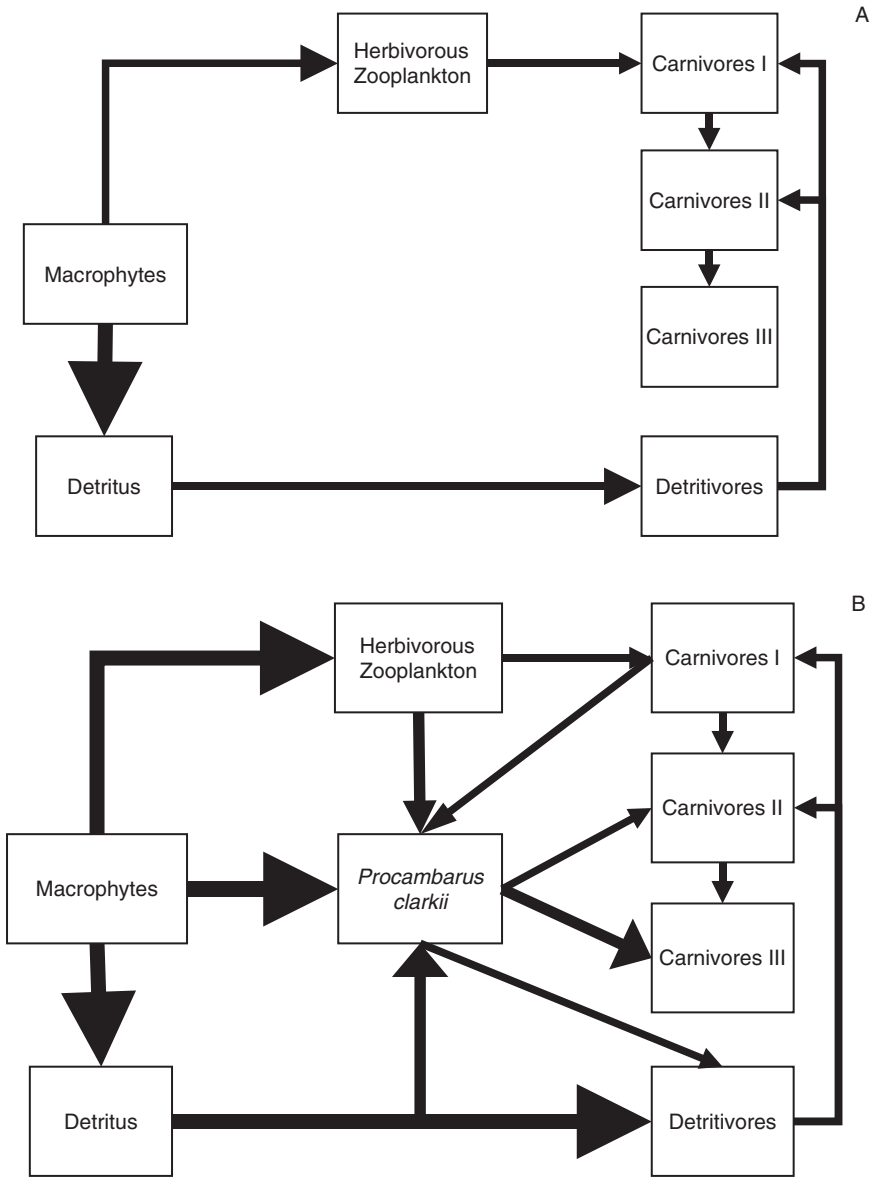 A
Herbivorous
Zooplankton
Carnivores I
Carnivores II
Macrophytes
Carnivores III
Detritus
Detritivores
B
Herbivorous
Zooplankton
Carnivores I
Carnivores II
Macrophytes
Procambarus
clarkii
Carnivores III
Detritus
Detritivores